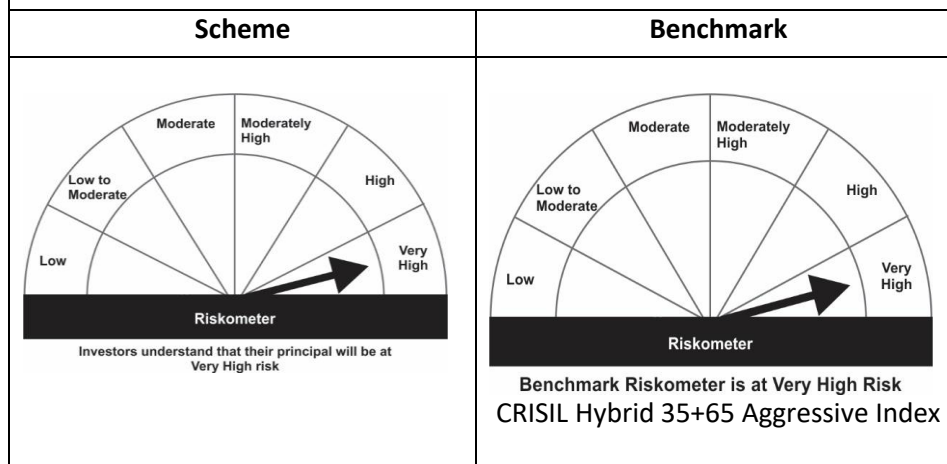 Scheme
Benchmark
Low
Low to
Moderate
Moderate
Moderately
High
High
Very
High
Riskometer
Investors understand that their principal will be at
Very High risk
Low
Low to
Moderate
Moderate
Moderately
High
High
Very
High
Riskometer
Benchmark Riskometer is at Very High Risk
CRISIL Hybrid 35+65 Aggressive Index